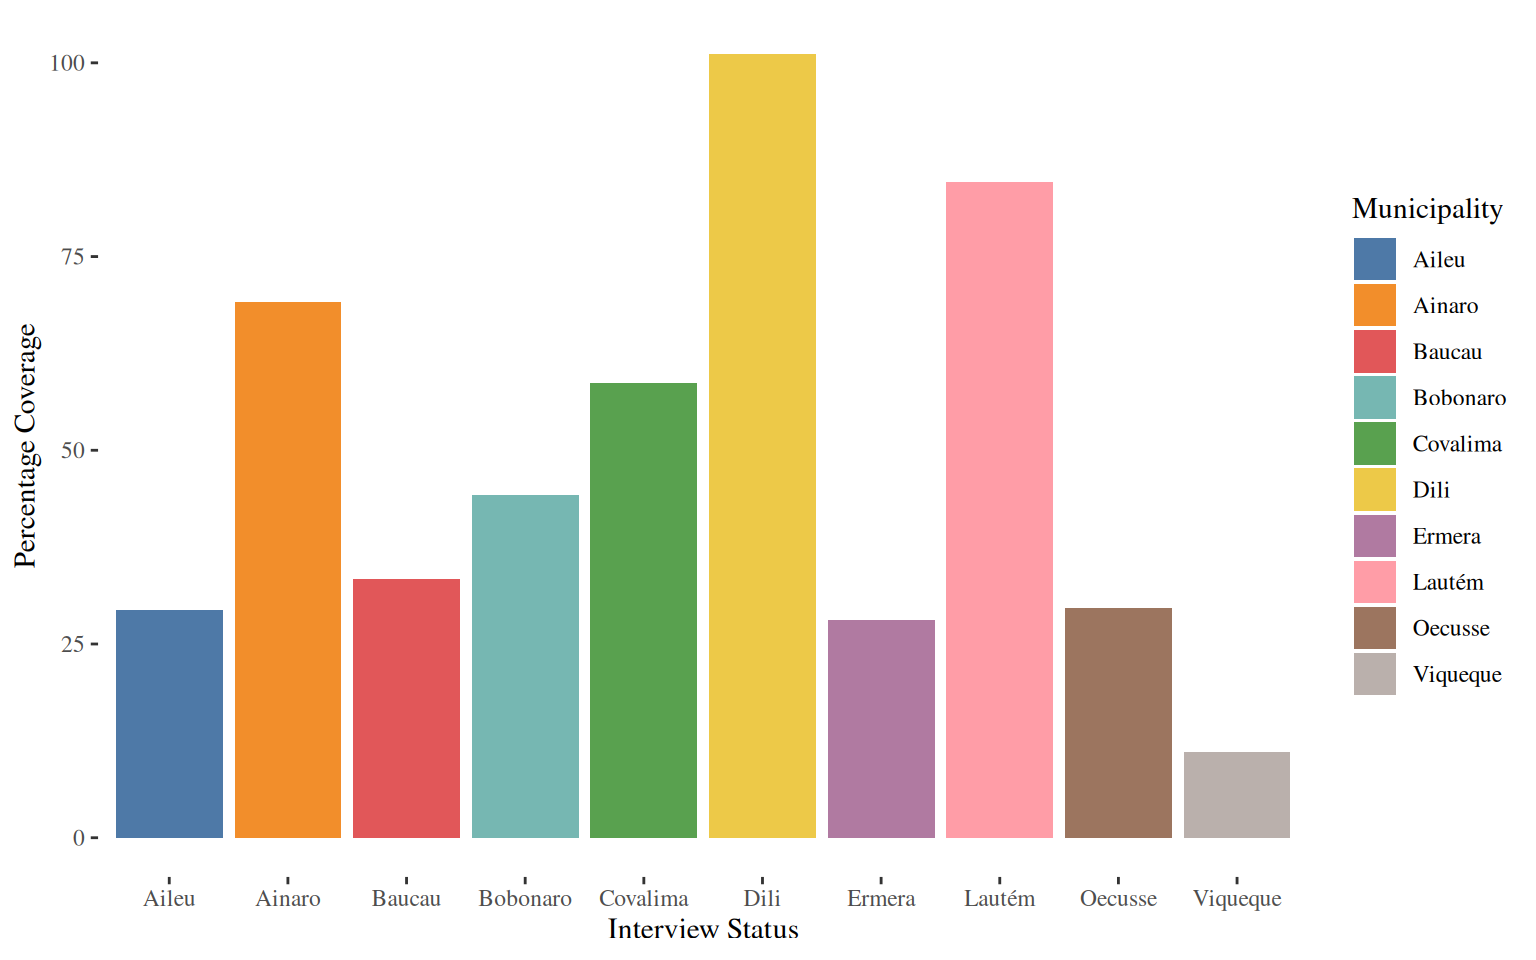 Percentage Coverage
100
75
50
25
0
Aileu Ainaro Baucau Bobonaro Covalima Dili Ermera Lautém Oecusse Viqueque
Interview Status
Municipality
Aileu
Ainaro
Baucau
Bobonaro
Covalima
Dili
Ermera
Lautém
Oecusse
Viqueque